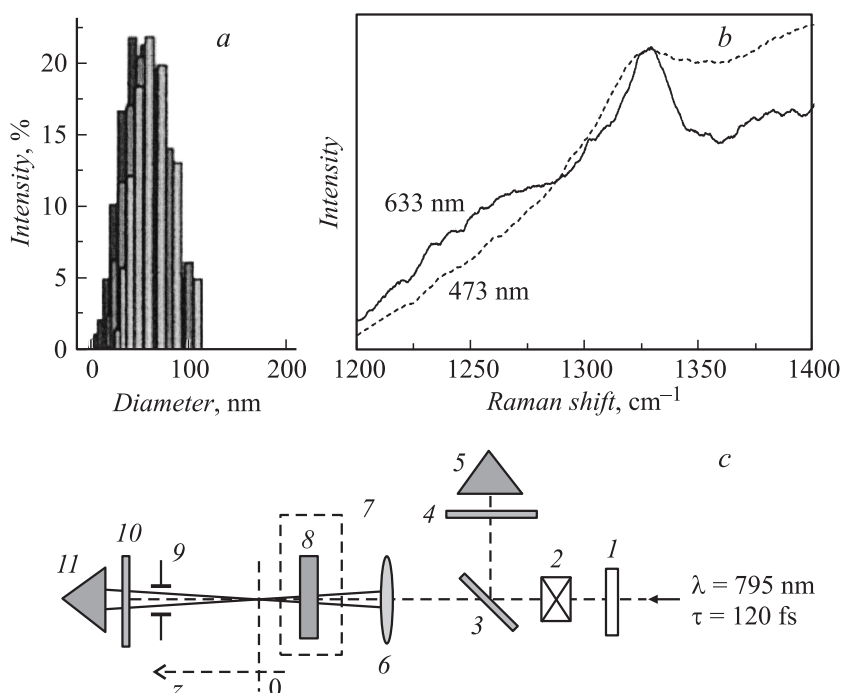 a
Intensity, %
20
15
10
5
0
0
100
200
Diameter, nm
b
Intensity
633 nm
473 nm
1200
1250
1300
1350
1400
Raman shift, cm–1
c
5
4
7
10
9
8
11
2
1
λ = 795 nm
τ = 120 fs
3
6
z
0